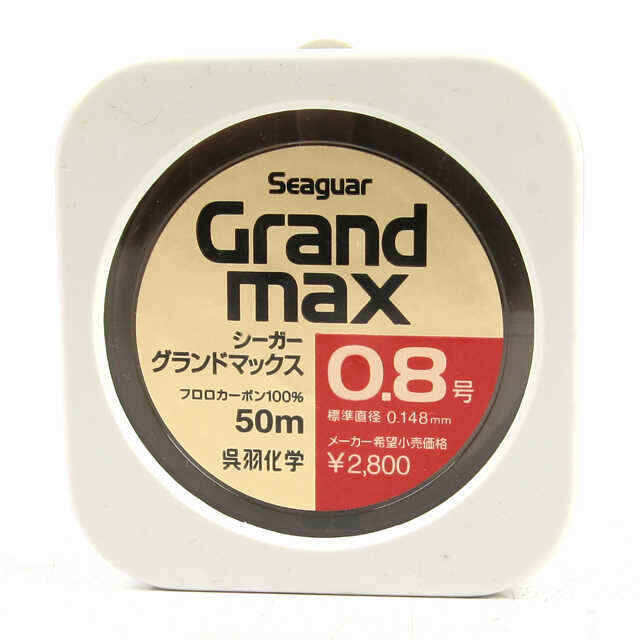 Seaguar
Grand
max
シーガー
グランドマックス
フロロカーボン100%
50m
呉羽化学
0.8号
標準直径 0.148mm
メーカー希望小売価格
¥2,800